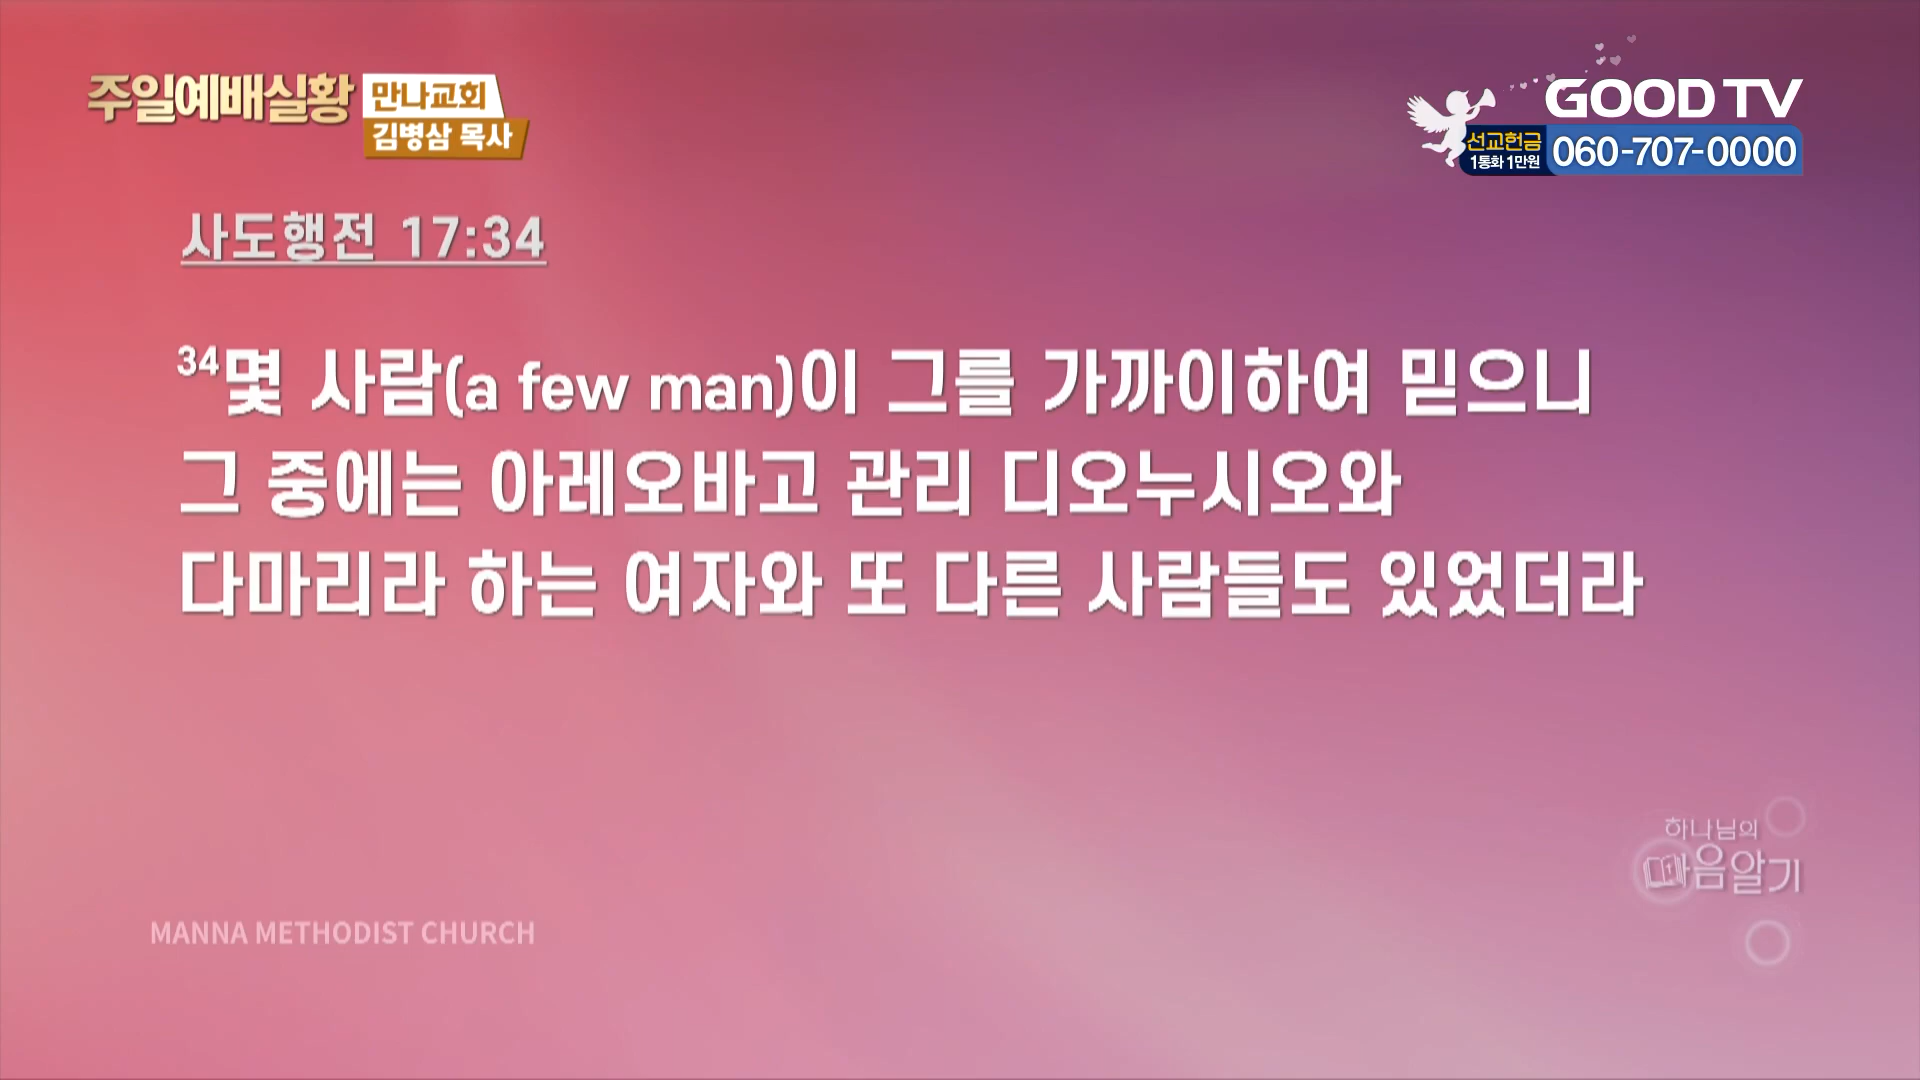 주일예배실황
만나교회
김병삼 목사
GOOD TV
선교헌금
1통화 1만원
060-707-0000
사도행전 17:34
34몇 사람(a few man)이 그를 가까이하여 믿으니
그 중에는 아레오바고 관리 디오누시오와
다마리라 하는 여자와 또 다른 사람들도 있었더라
하나님의
마음알기
MANNA METHODIST CHURCH